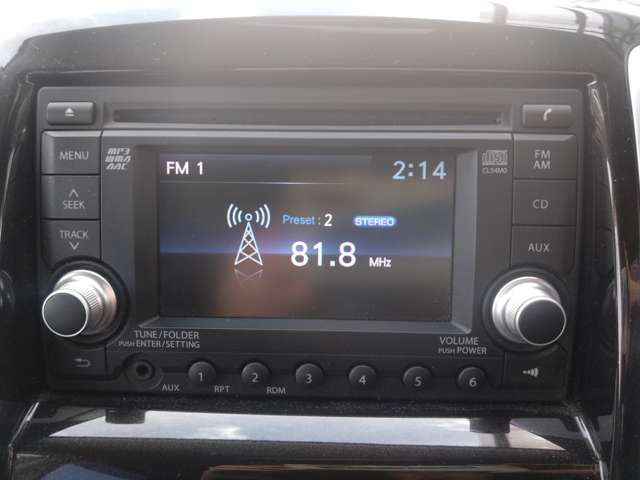 MENU
MP3
WMA
AAC
FM 1
2:14
CL54M0
FM
AM
SEEK
Preset : 2
STEREO
CD
TRACK
81.8 MHz
AUX
TUNE/FOLDER
PUSH ENTER/SETTING
VOLUME
PUSH POWER
AUX 1 RPT 2 RDM 3 4 5 6